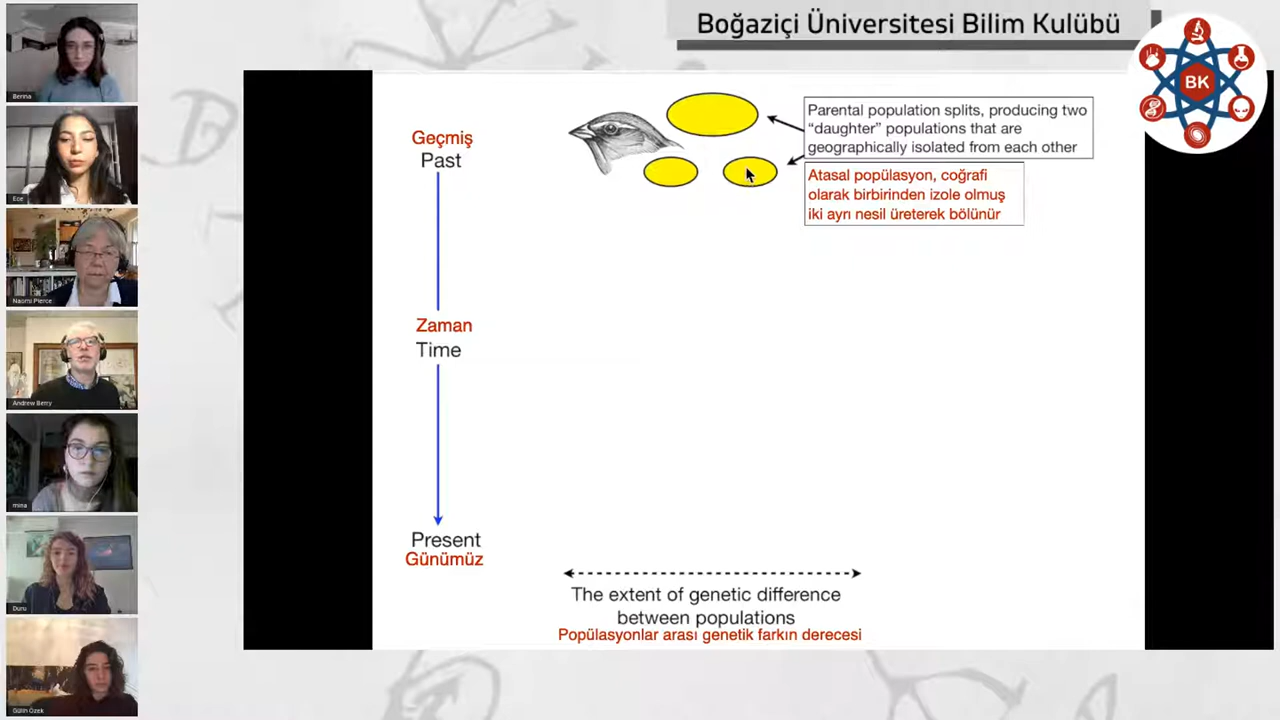 Boğaziçi Üniversitesi Bilim Kulübü
BK
Berina
Ece
Naomi Pierce
Andrew Berry
mina
Duru
Gülin Özek
Geçmiş
Past
Zaman
Time
Present
Günümüz
Parental population splits, producing two
“daughter” populations that are
geographically isolated from each other
Atasal popülasyon, coğrafi
olarak birbirinden izole olmuş
iki ayrı nesil üreterek bölünür
The extent of genetic difference
between populations
Popülasyonlar arası genetik farkın derecesi